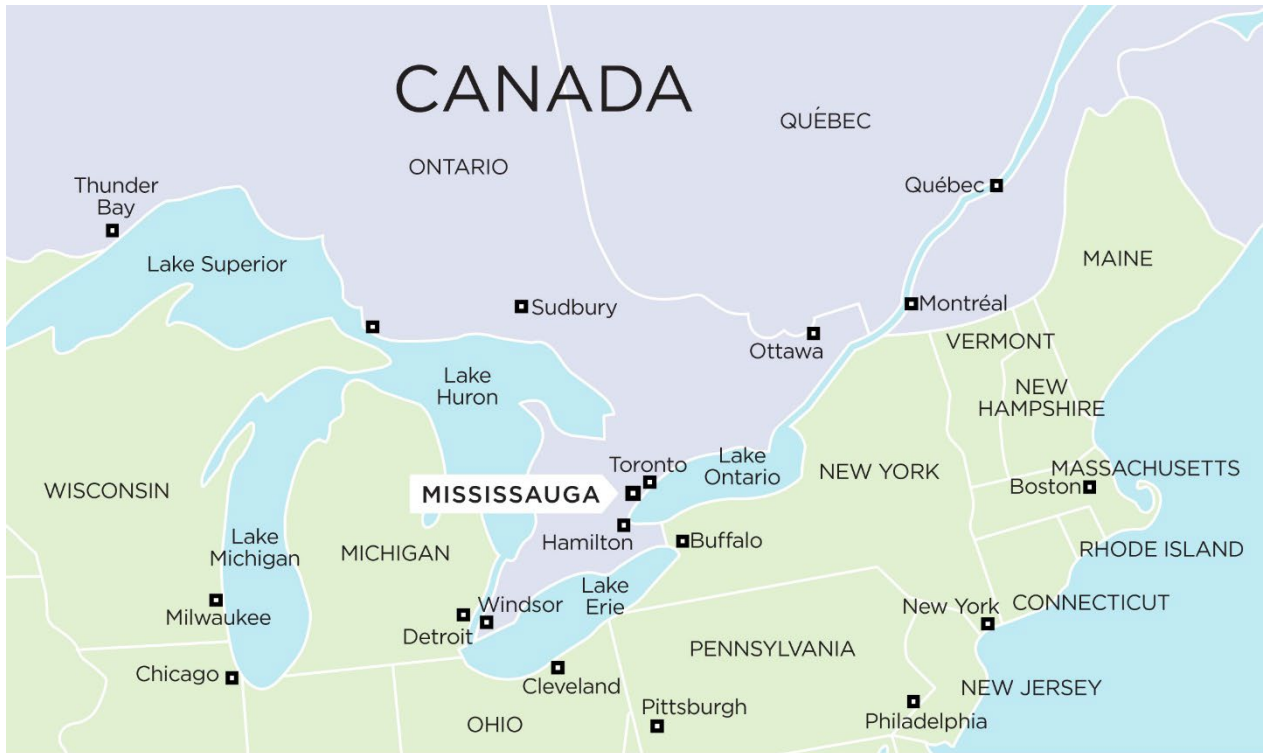 CANADA
QUÉBEC
ONTARIO
Thunder
Bay
Québec
Lake Superior
MAINE
Sudbury
Montréal
Ottawa
VERMONT
Lake
Huron
NEW
HAMPSHIRE
Toronto
Lake
Ontario
NEW YORK
MASSACHUSETTS
Boston
WISCONSIN
MISSISSAUGA
Lake
Michigan
MICHIGAN
Hamilton
Buffalo
RHODE ISLAND
Lake
Erie
Windsor
Milwaukee
Detroit
New York
CONNECTICUT
PENNSYLVANIA
Chicago
Cleveland
NEW JERSEY
OHIO
Pittsburgh
Philadelphia